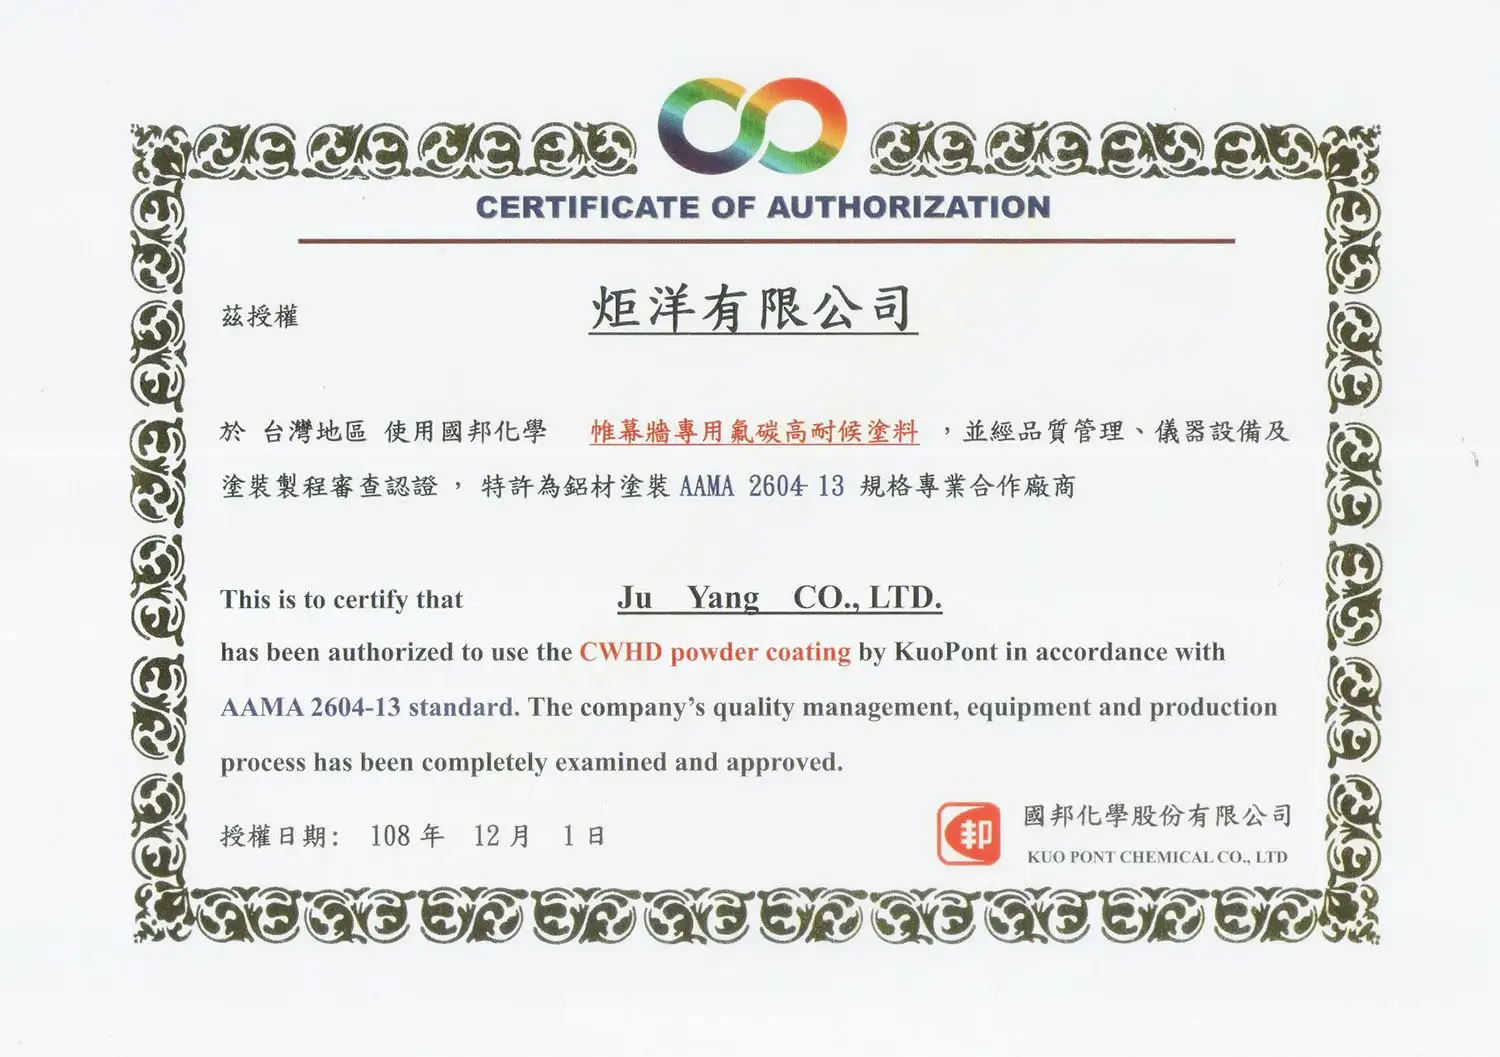 CERTIFICATE OF AUTHORIZATION
茲授權 炬洋有限公司
於 台灣地區 使用國邦化學 帷幕牆專用氟碳高耐候塗料 ，並經品質管理、儀器設備及
塗裝製程審查認證， 特許為鋁材塗裝 AAMA 2604-13 規格專業合作廠商
This is to certify that Ju Yang CO., LTD.
has been authorized to use the CWHD powder coating by KuoPont in accordance with
AAMA 2604-13 standard. The company's quality management, equipment and production
process has been completely examined and approved.
授權日期: 108 年 12 月 1 日
邦
國邦化學股份有限公司
KUO PONT CHEMICAL CO., LTD